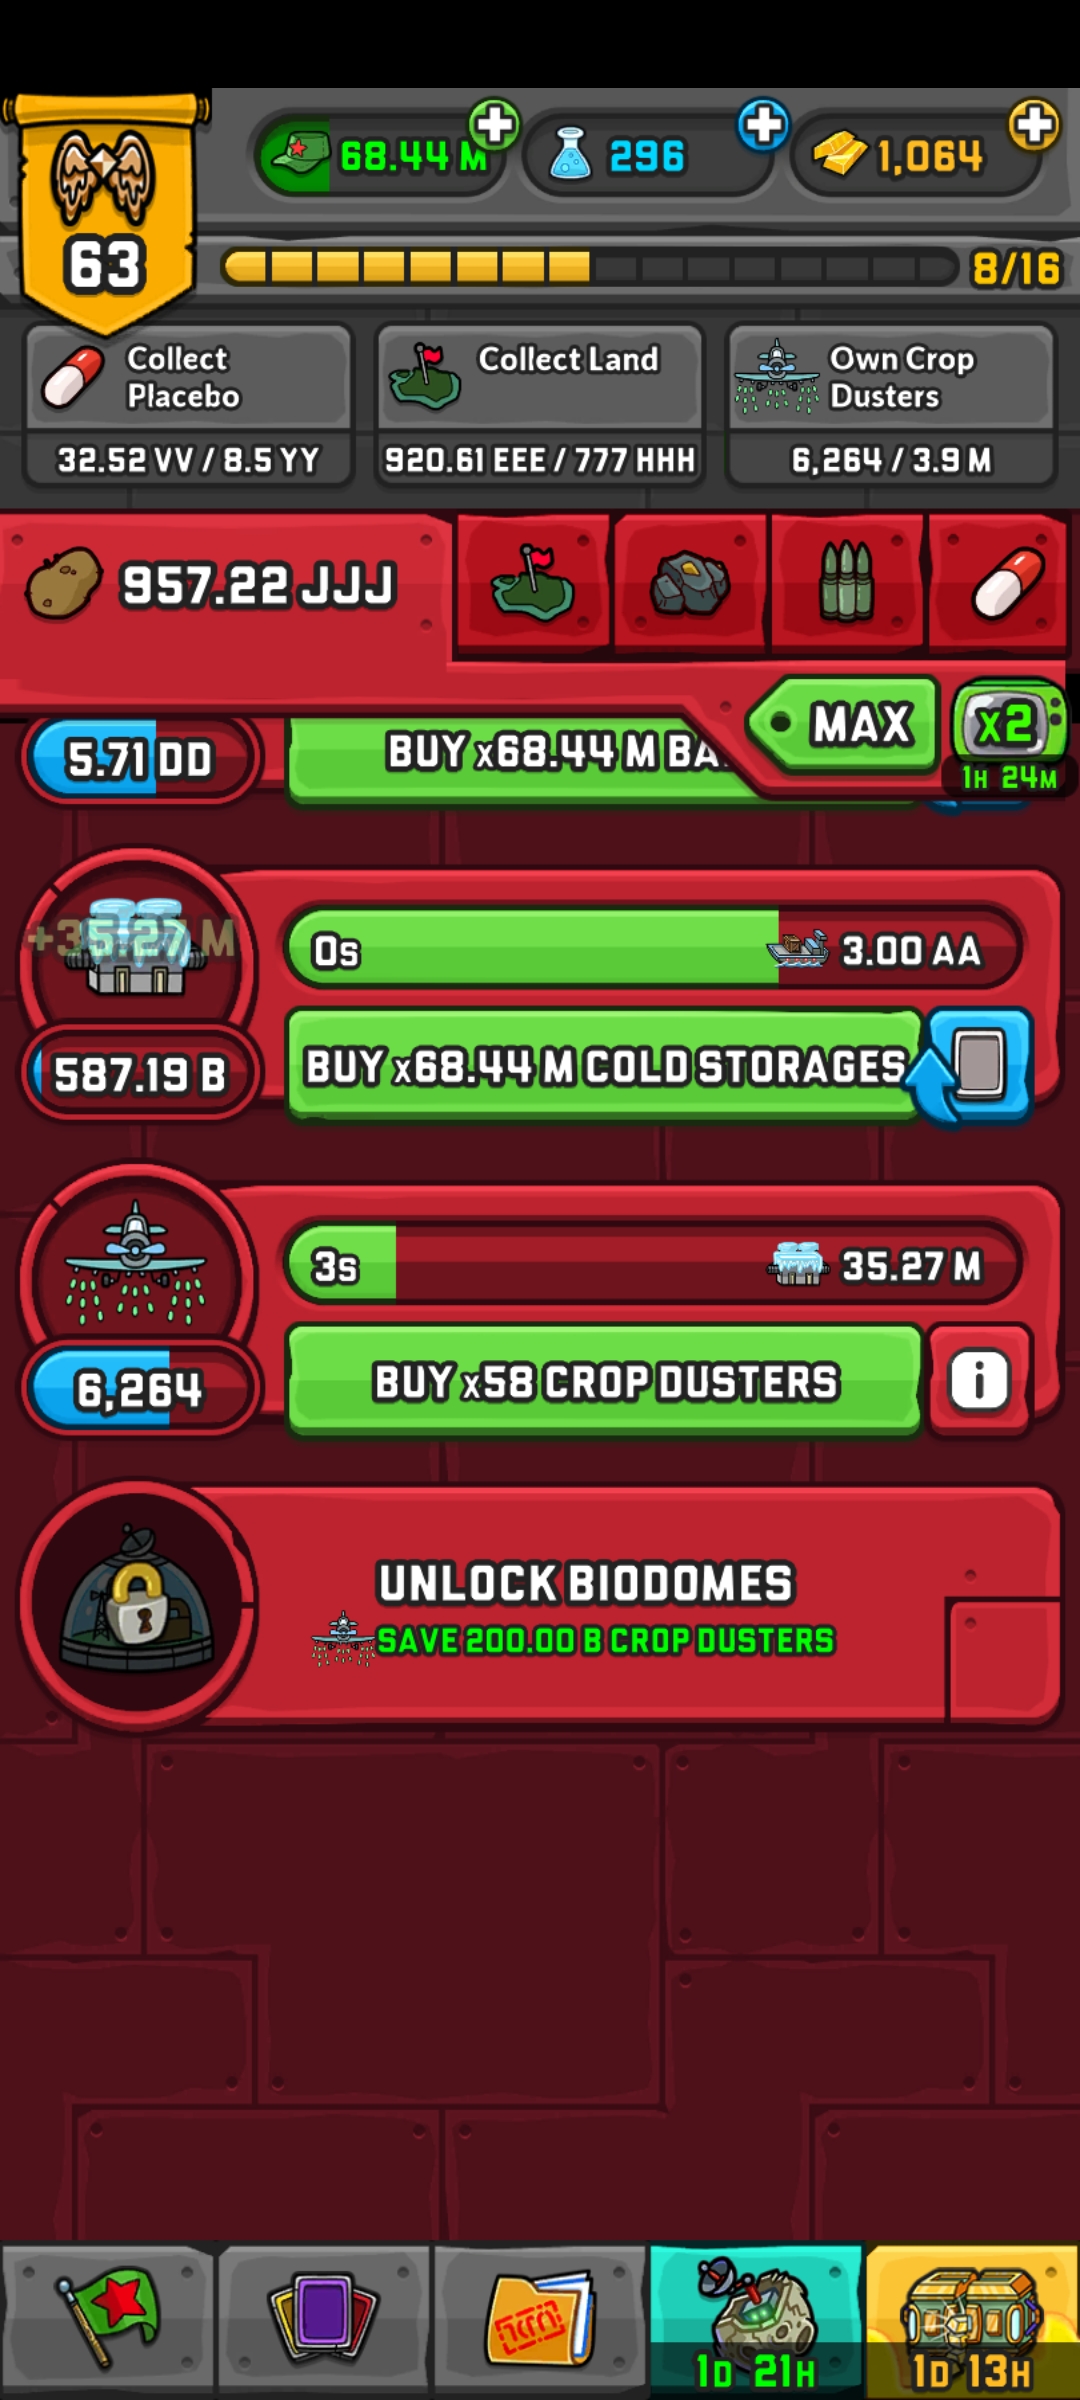 68.44 M
296
1,064
63
8/16
Collect
Placebo
32.52 VV / 8.5 YY
Collect Land
920.61 EEE / 777 HHH
Own Crop
Dusters
6,264 / 3.9 M
957.22 JJJ
MAX
x2
1H 24M
5.71 DD
BUY x68.44 M BA
+35.27 M
0s
3.00 AA
587.19 B
BUY x68.44 M COLD STORAGES
3s
35.27 M
6,264
BUY x58 CROP DUSTERS
i
UNLOCK BIODOMES
SAVE 200.00 B CROP DUSTERS
1D 21H
1D 13H